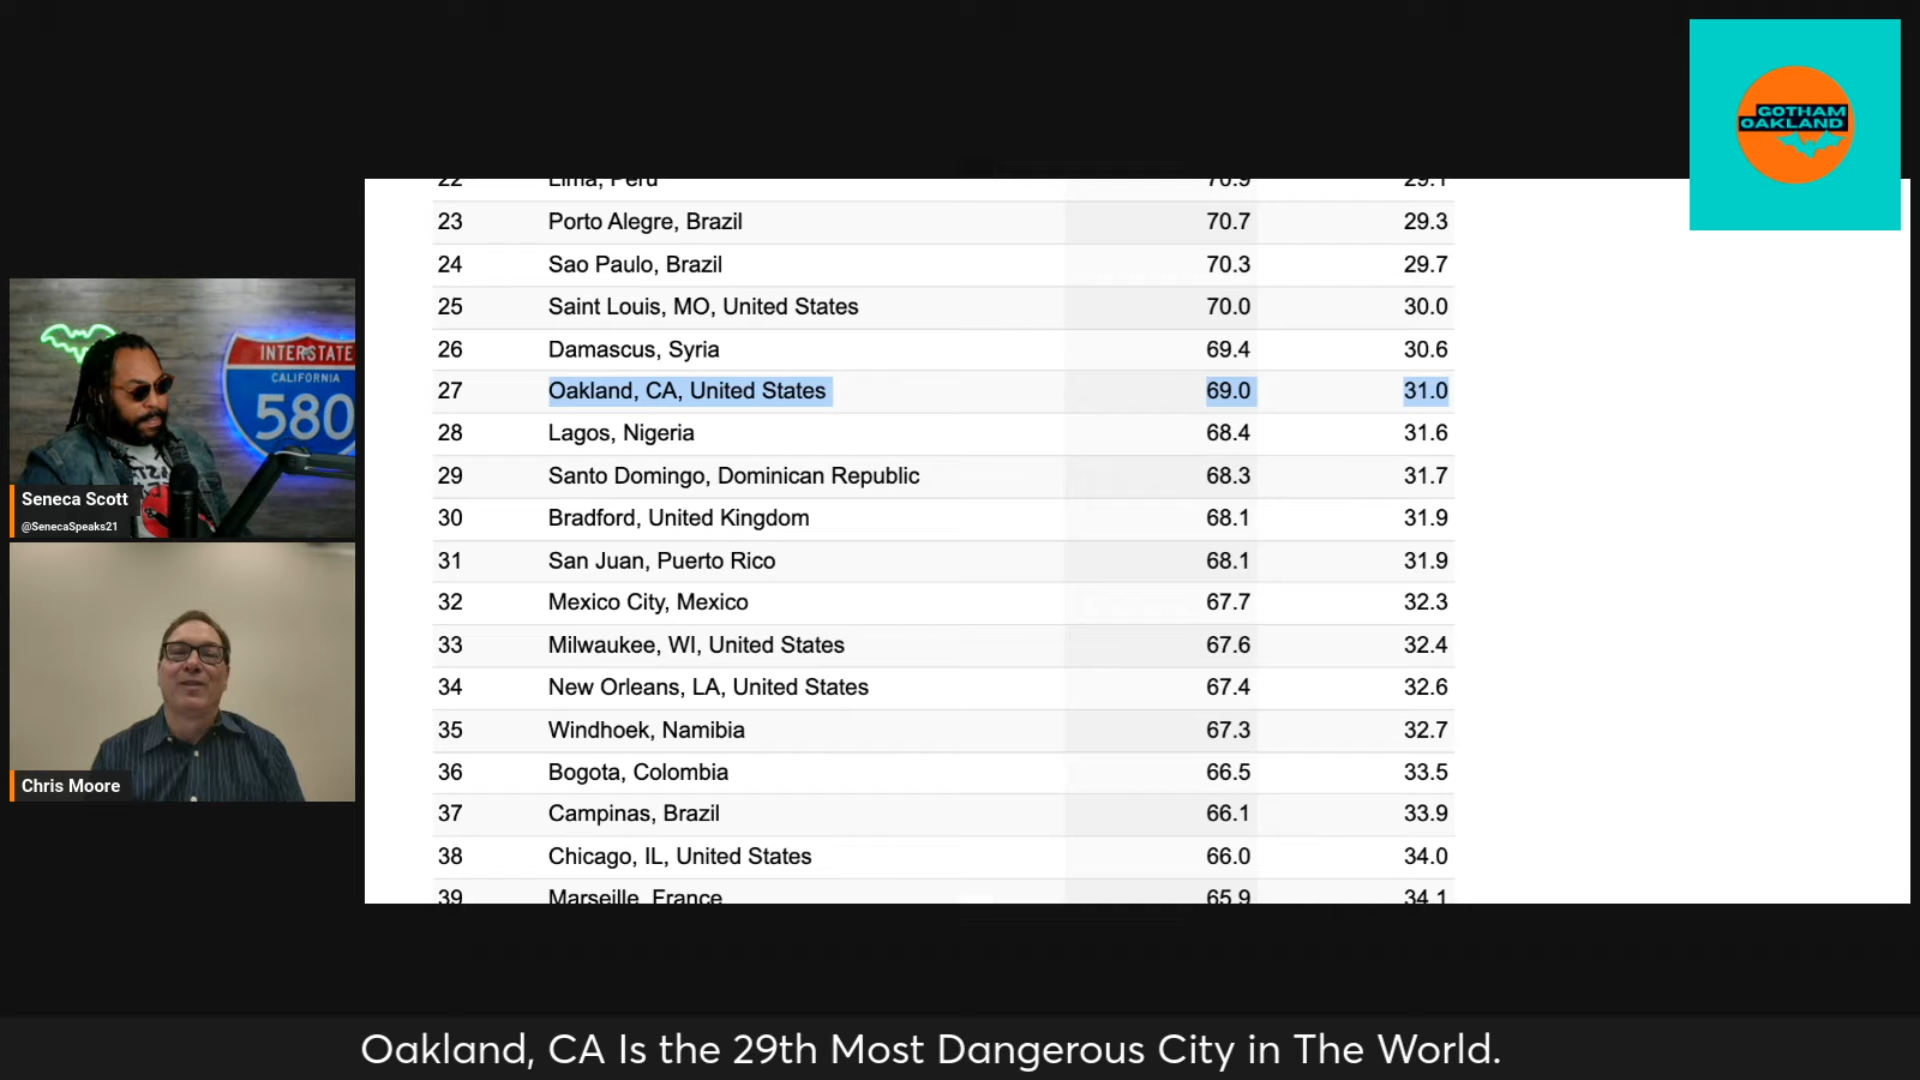 GOTHAM
OAKLAND
22 Lima, Peru 70.9 29.1
23 Porto Alegre, Brazil 70.7 29.3
24 Sao Paulo, Brazil 70.3 29.7
25 Saint Louis, MO, United States 70.0 30.0
26 Damascus, Syria 69.4 30.6
27 Oakland, CA, United States 69.0 31.0
28 Lagos, Nigeria 68.4 31.6
29 Santo Domingo, Dominican Republic 68.3 31.7
30 Bradford, United Kingdom 68.1 31.9
31 San Juan, Puerto Rico 68.1 31.9
32 Mexico City, Mexico 67.7 32.3
33 Milwaukee, WI, United States 67.6 32.4
34 New Orleans, LA, United States 67.4 32.6
35 Windhoek, Namibia 67.3 32.7
36 Bogota, Colombia 66.5 33.5
37 Campinas, Brazil 66.1 33.9
38 Chicago, IL, United States 66.0 34.0
39 Marseille, France 65.9 34.1
INTERSTATE
CALIFORNIA
580
Seneca Scott
@SenecaSpeaks21
Chris Moore
Oakland, CA Is the 29th Most Dangerous City in The World.